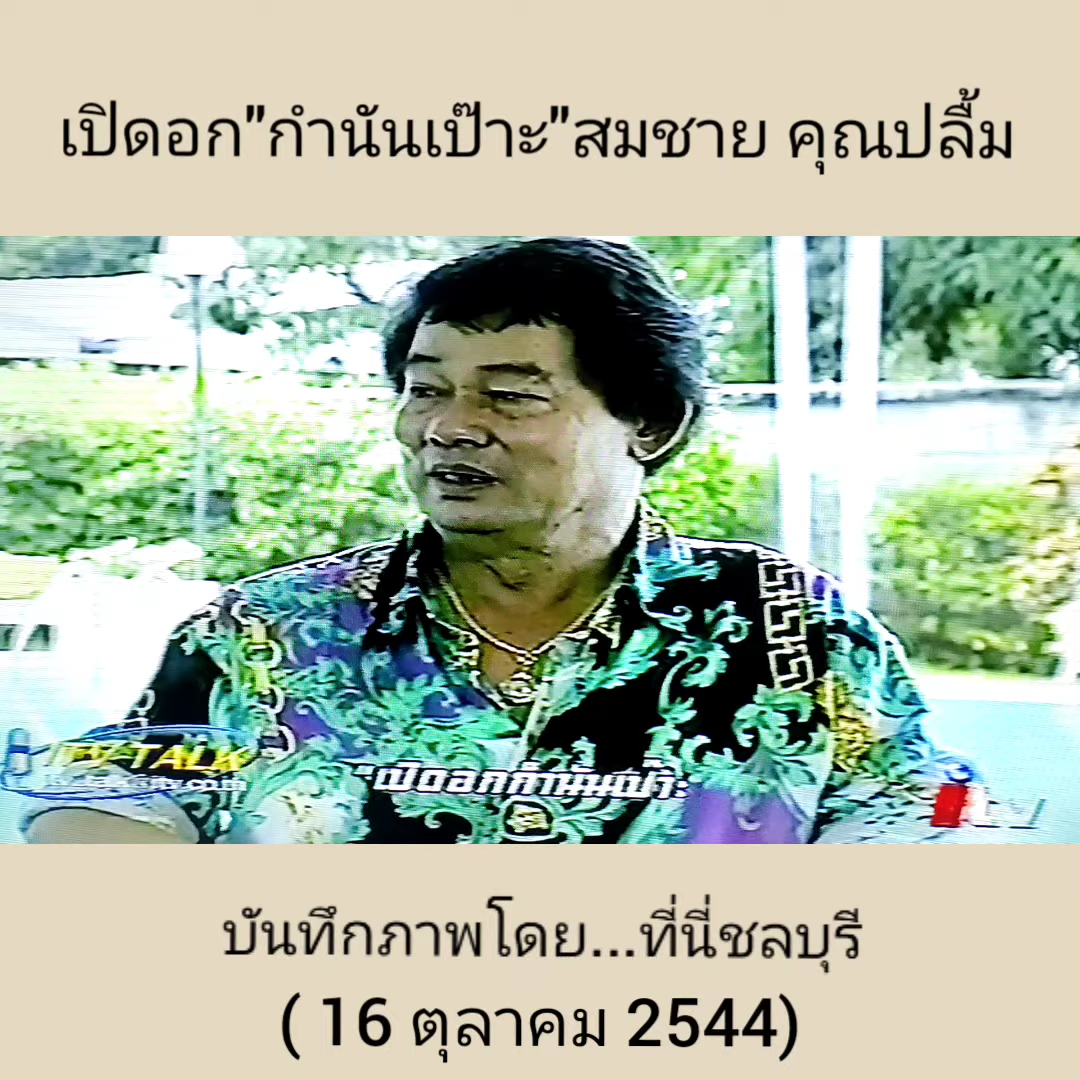 เปิดอก"กำนันเป๊าะ"สมชาย คุณปลื้ม
iTV-TALK
"เปิดอกกำนันเป๊าะ
itv
บันทึกภาพโดย...ที่นี่ชลบุรี
( 16 ตุลาคม 2544)